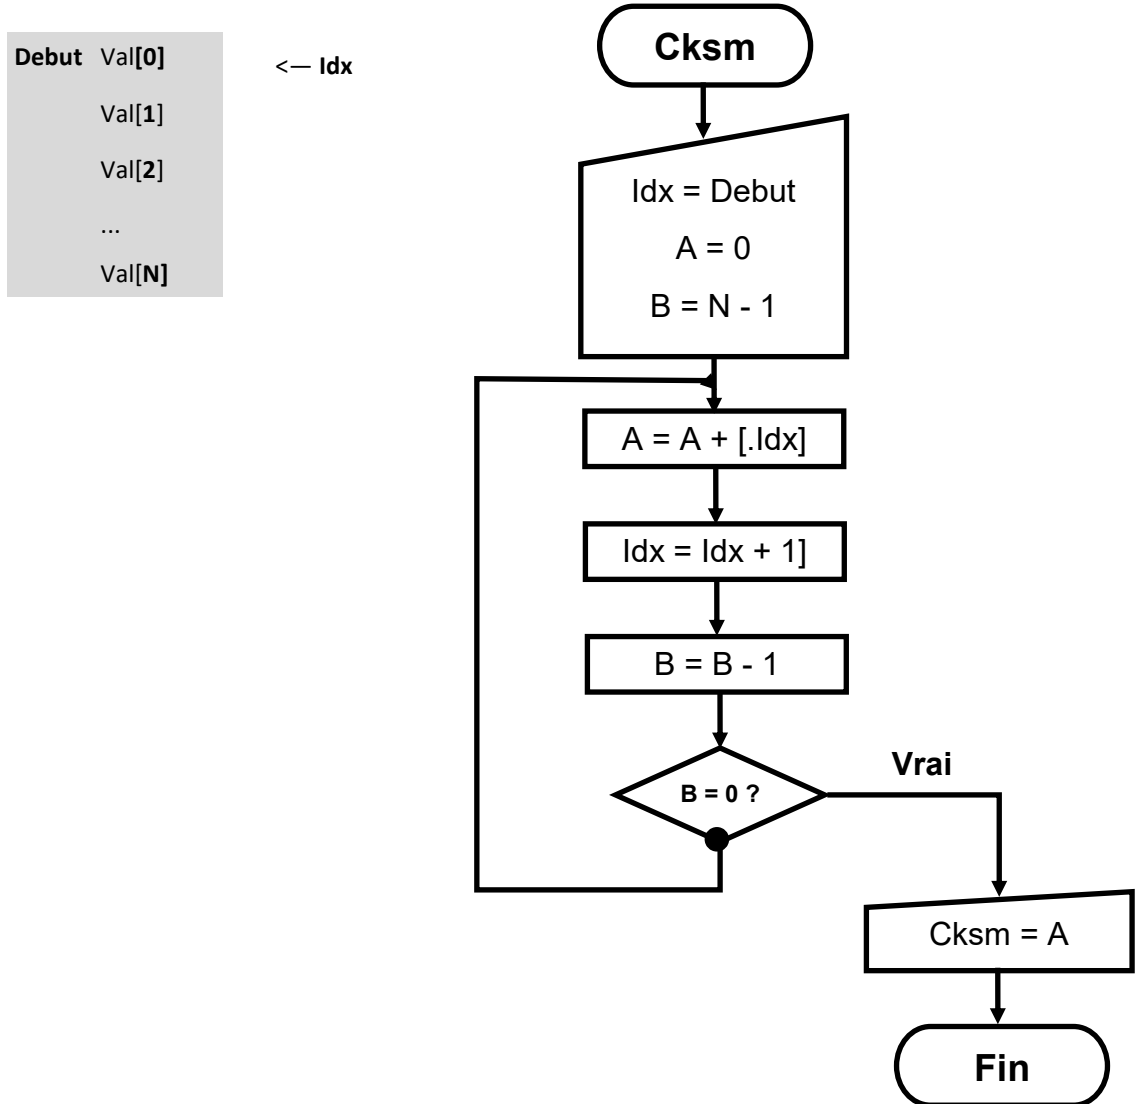 Debut Val[0]
<— Idx
Val[1]
Val[2]
...
Val[N]
Cksm
Idx = Debut
A = 0
B = N - 1
A = A + [.Idx]
Idx = Idx + 1]
B = B - 1
B = 0 ?
Vrai
Cksm = A
Fin